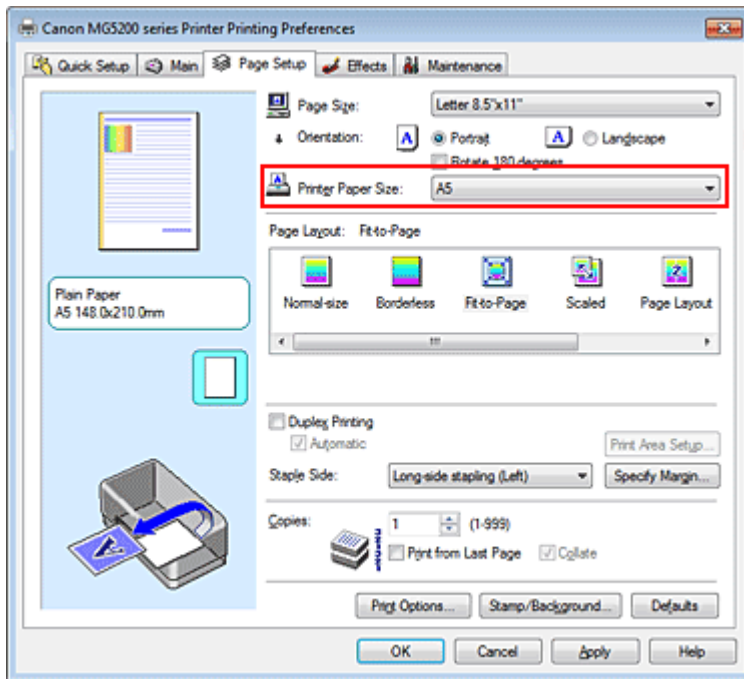 Canon MG5200 series Printer Printing Preferences
Quick Setup Main Page Setup Effects Maintenance
Page Size: Letter 8.5"x11"
Orientation: A Portrait A Landscape
Rotate 180 degrees
Printer Paper Size: A5
Page Layout: Fit-to-Page
Normal-size Borderless Fit-to-Page Scaled Page Layout
Plain Paper
A5 148.0x210.0mm
Duplex Printing
Automatic Print Area Setup...
Staple Side: Long-side stapling (Left) Specify Margin...
Copies: 1 (1-999)
Print from Last Page Collate
Print Options... Stamp/Background... Defaults
OK Cancel Apply Help